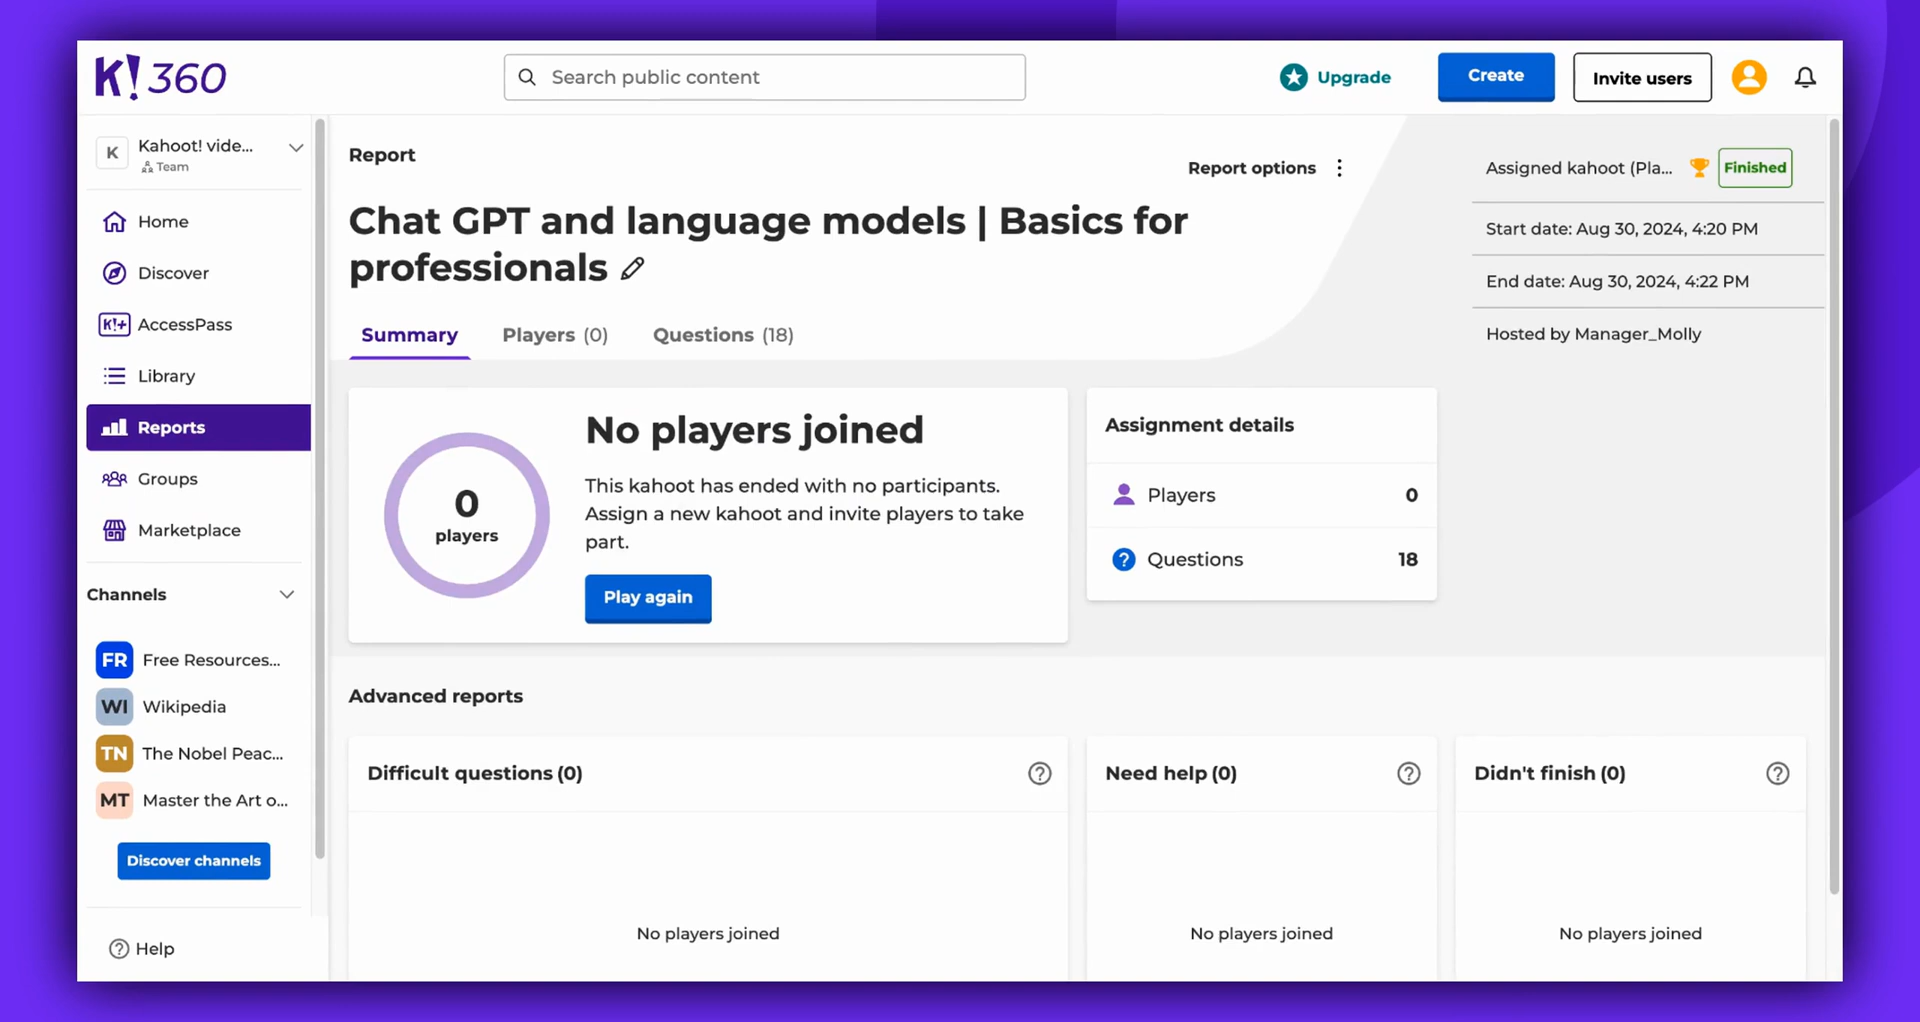 K! 360
Search public content
Upgrade
Create
Invite users
K
Kahoot! vide...
Team
Home
Discover
K!+ AccessPass
Library
Reports
Groups
Marketplace
Channels
FR Free Resources...
WI Wikipedia
TN The Nobel Peac...
MT Master the Art o...
Discover channels
Help
Report
Report options
Chat GPT and language models | Basics for
professionals
Summary
Players (0)
Questions (18)
Assigned kahoot (Pla...
Finished
Start date: Aug 30, 2024, 4:20 PM
End date: Aug 30, 2024, 4:22 PM
Hosted by Manager_Molly
0
players
No players joined
This kahoot has ended with no participants.
Assign a new kahoot and invite players to take
part.
Play again
Assignment details
Players 0
? Questions 18
Advanced reports
Difficult questions (0) ?
No players joined
Need help (0) ?
No players joined
Didn't finish (0) ?
No players joined